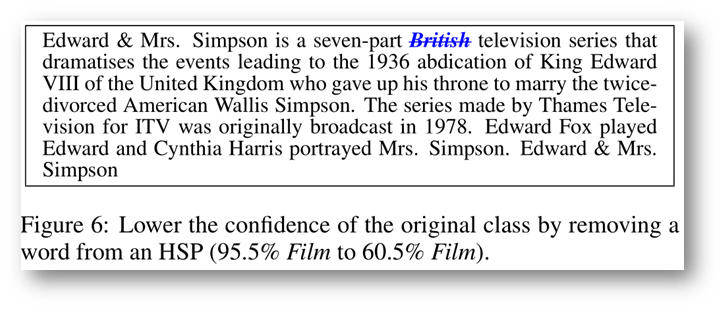 Edward & Mrs. Simpson is a seven-part British television series that
dramatises the events leading to the 1936 abdication of King Edward
VIII of the United Kingdom who gave up his throne to marry the twice-
divorced American Wallis Simpson. The series made by Thames Tele-
vision for ITV was originally broadcast in 1978. Edward Fox played
Edward and Cynthia Harris portrayed Mrs. Simpson. Edward & Mrs.
Simpson
Figure 6: Lower the confidence of the original class by removing a
word from an HSP (95.5% Film to 60.5% Film).